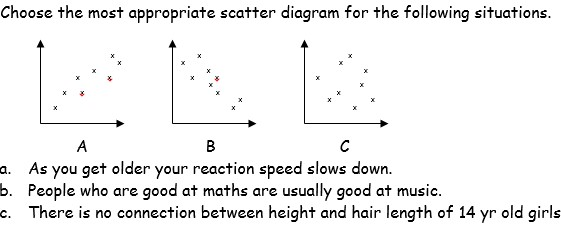 Choose the most appropriate scatter diagram for the following situations.
A B C
a. As you get older your reaction speed slows down.
b. People who are good at maths are usually good at music.
c. There is no connection between height and hair length of 14 yr old girls